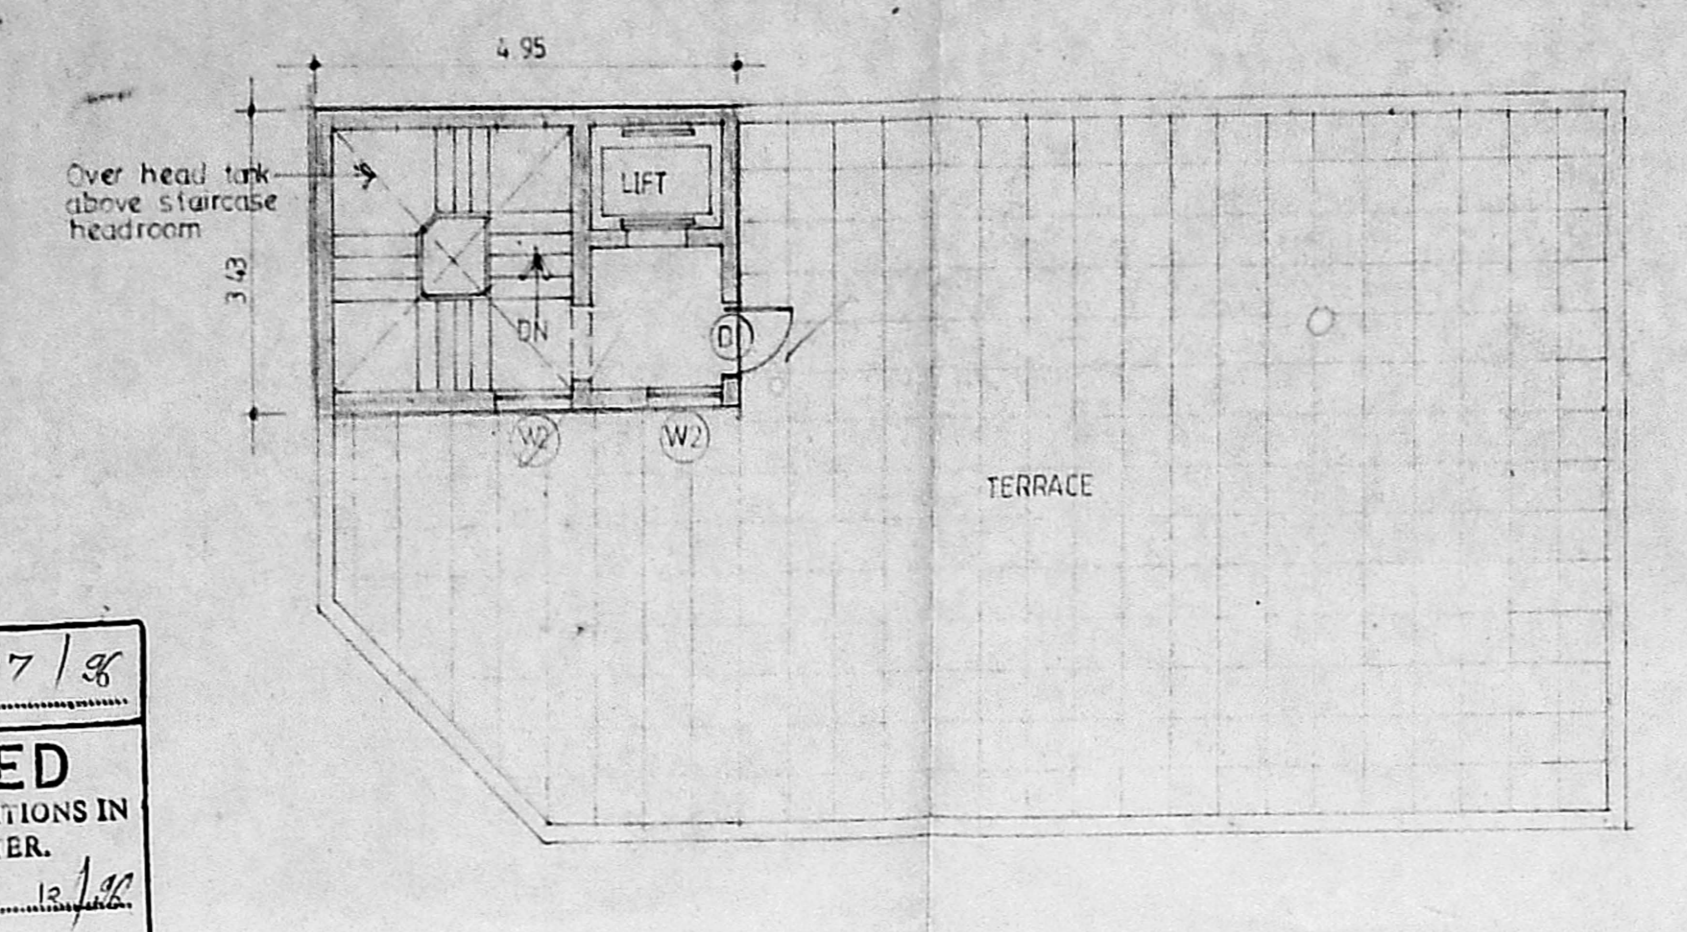 4.95
Over head tank
above staircase
headroom
3.43
LIFT
DN
D
W2
W2
TERRACE
7/96
ED
TIONS IN
ER.
12/96